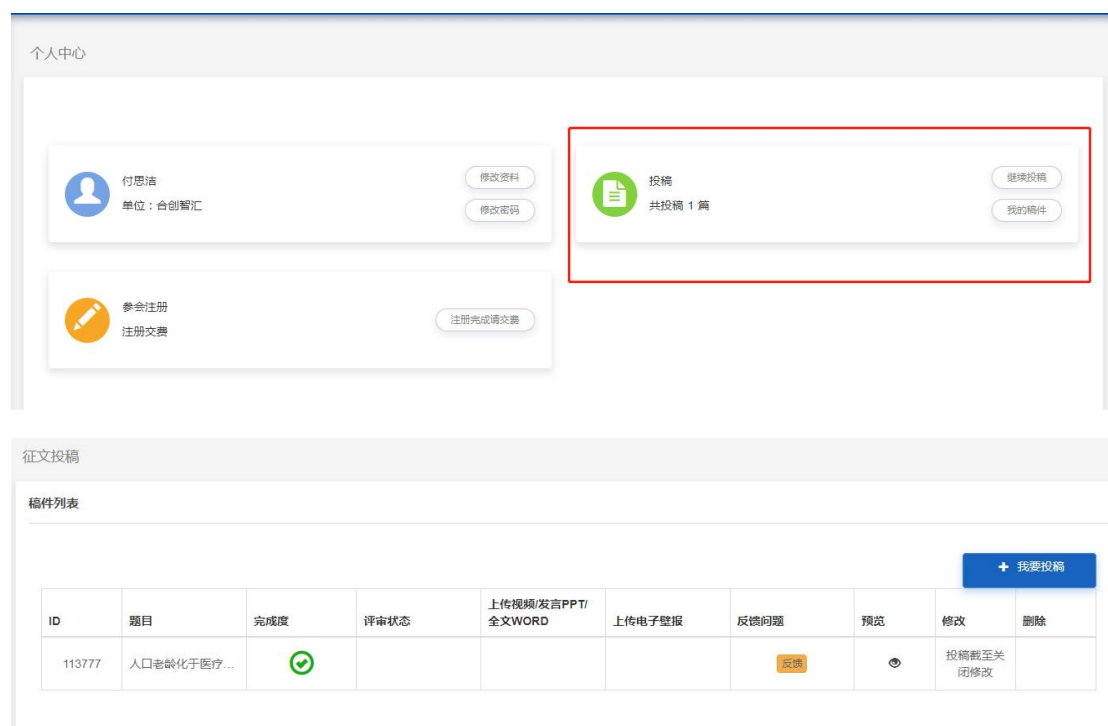 个人中心
付思洁
单位：合创智汇
修改资料
修改密码
投稿
共投稿 1 篇
继续投稿
我的稿件
参会注册
注册交费
注册完成请交费
征文投稿
稿件列表
+ 我要投稿
ID 题目 完成度 评审状态 上传视频/发言PPT/ 上传电子壁报 反馈问题 预览 修改 删除
全文WORD
113777 人口老龄化于医疗... 反馈 投稿截至关
闭修改